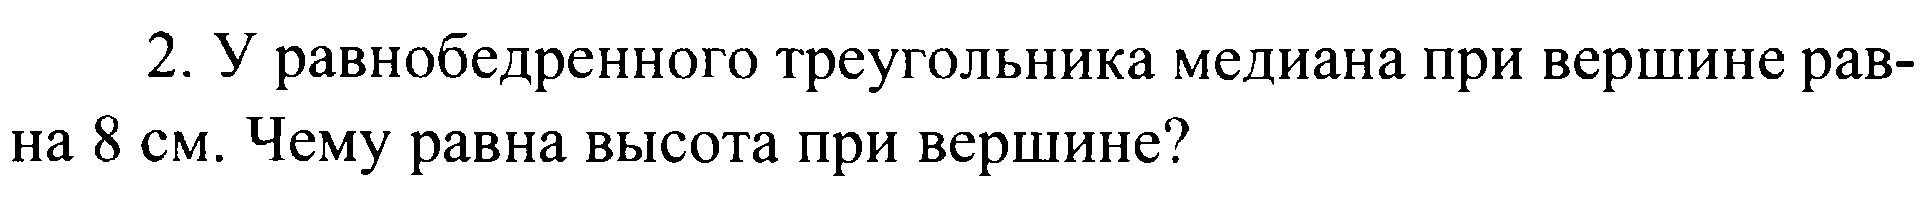 2. У равнобедренного треугольника медиана при вершине рав-
на 8 см. Чему равна высота при вершине?